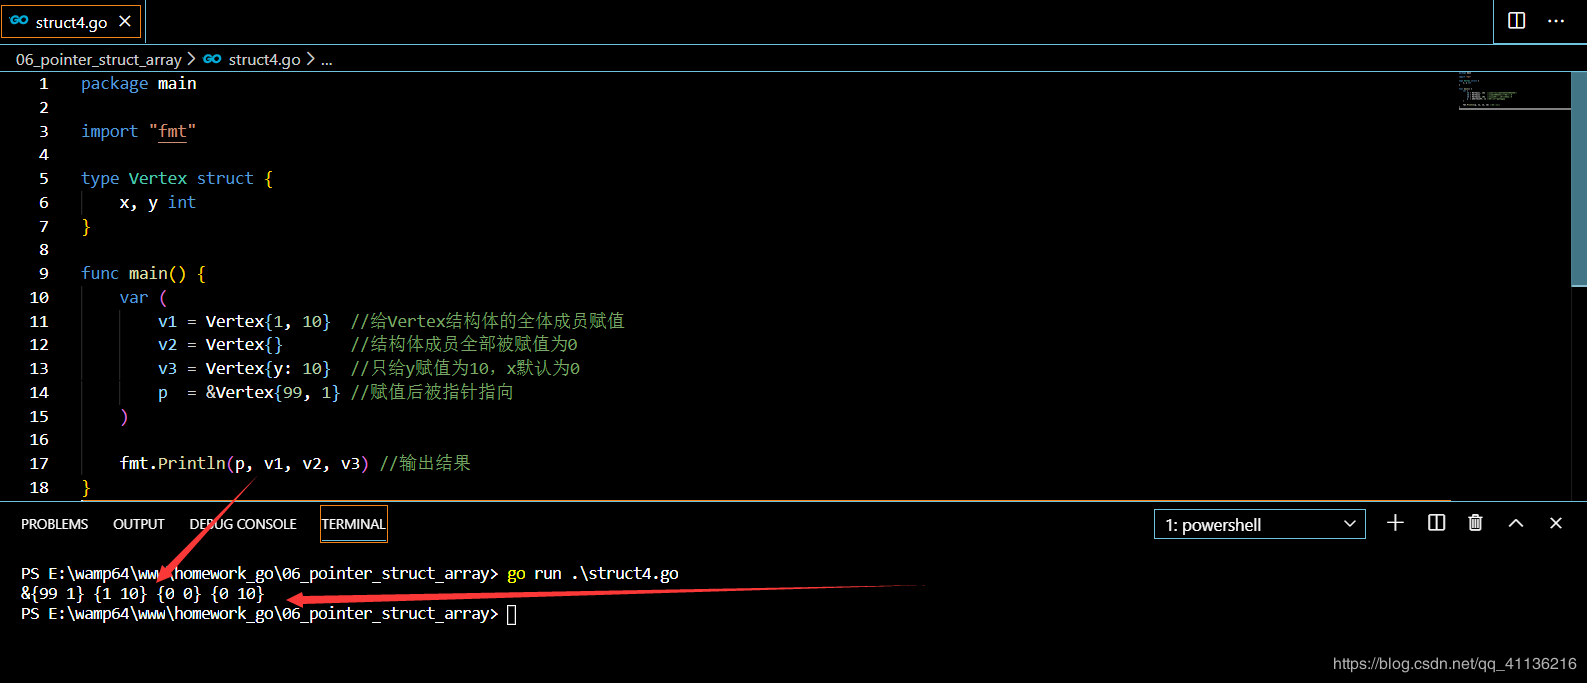 struct4.go
06_pointer_struct_array > struct4.go > ...
1 package main
2
3 import "fmt"
4
5 type Vertex struct {
6 x, y int
7 }
8
9 func main() {
10 var (
11 v1 = Vertex{1, 10} //给Vertex结构体的全体成员赋值
12 v2 = Vertex{} //结构体成员全部被赋值为0
13 v3 = Vertex{y: 10} //只给y赋值为10，x默认为0
14 p = &Vertex{99, 1} //赋值后被指针指向
15 )
16
17 fmt.Println(p, v1, v2, v3) //输出结果
18 }
PROBLEMS OUTPUT DEBUG CONSOLE TERMINAL 1: powershell
PS E:\wamp64\www\homework_go\06_pointer_struct_array> go run .\struct4.go
&{99 1} {1 10} {0 0} {0 10}
PS E:\wamp64\www\homework_go\06_pointer_struct_array>
https://blog.csdn.net/qq_41136216